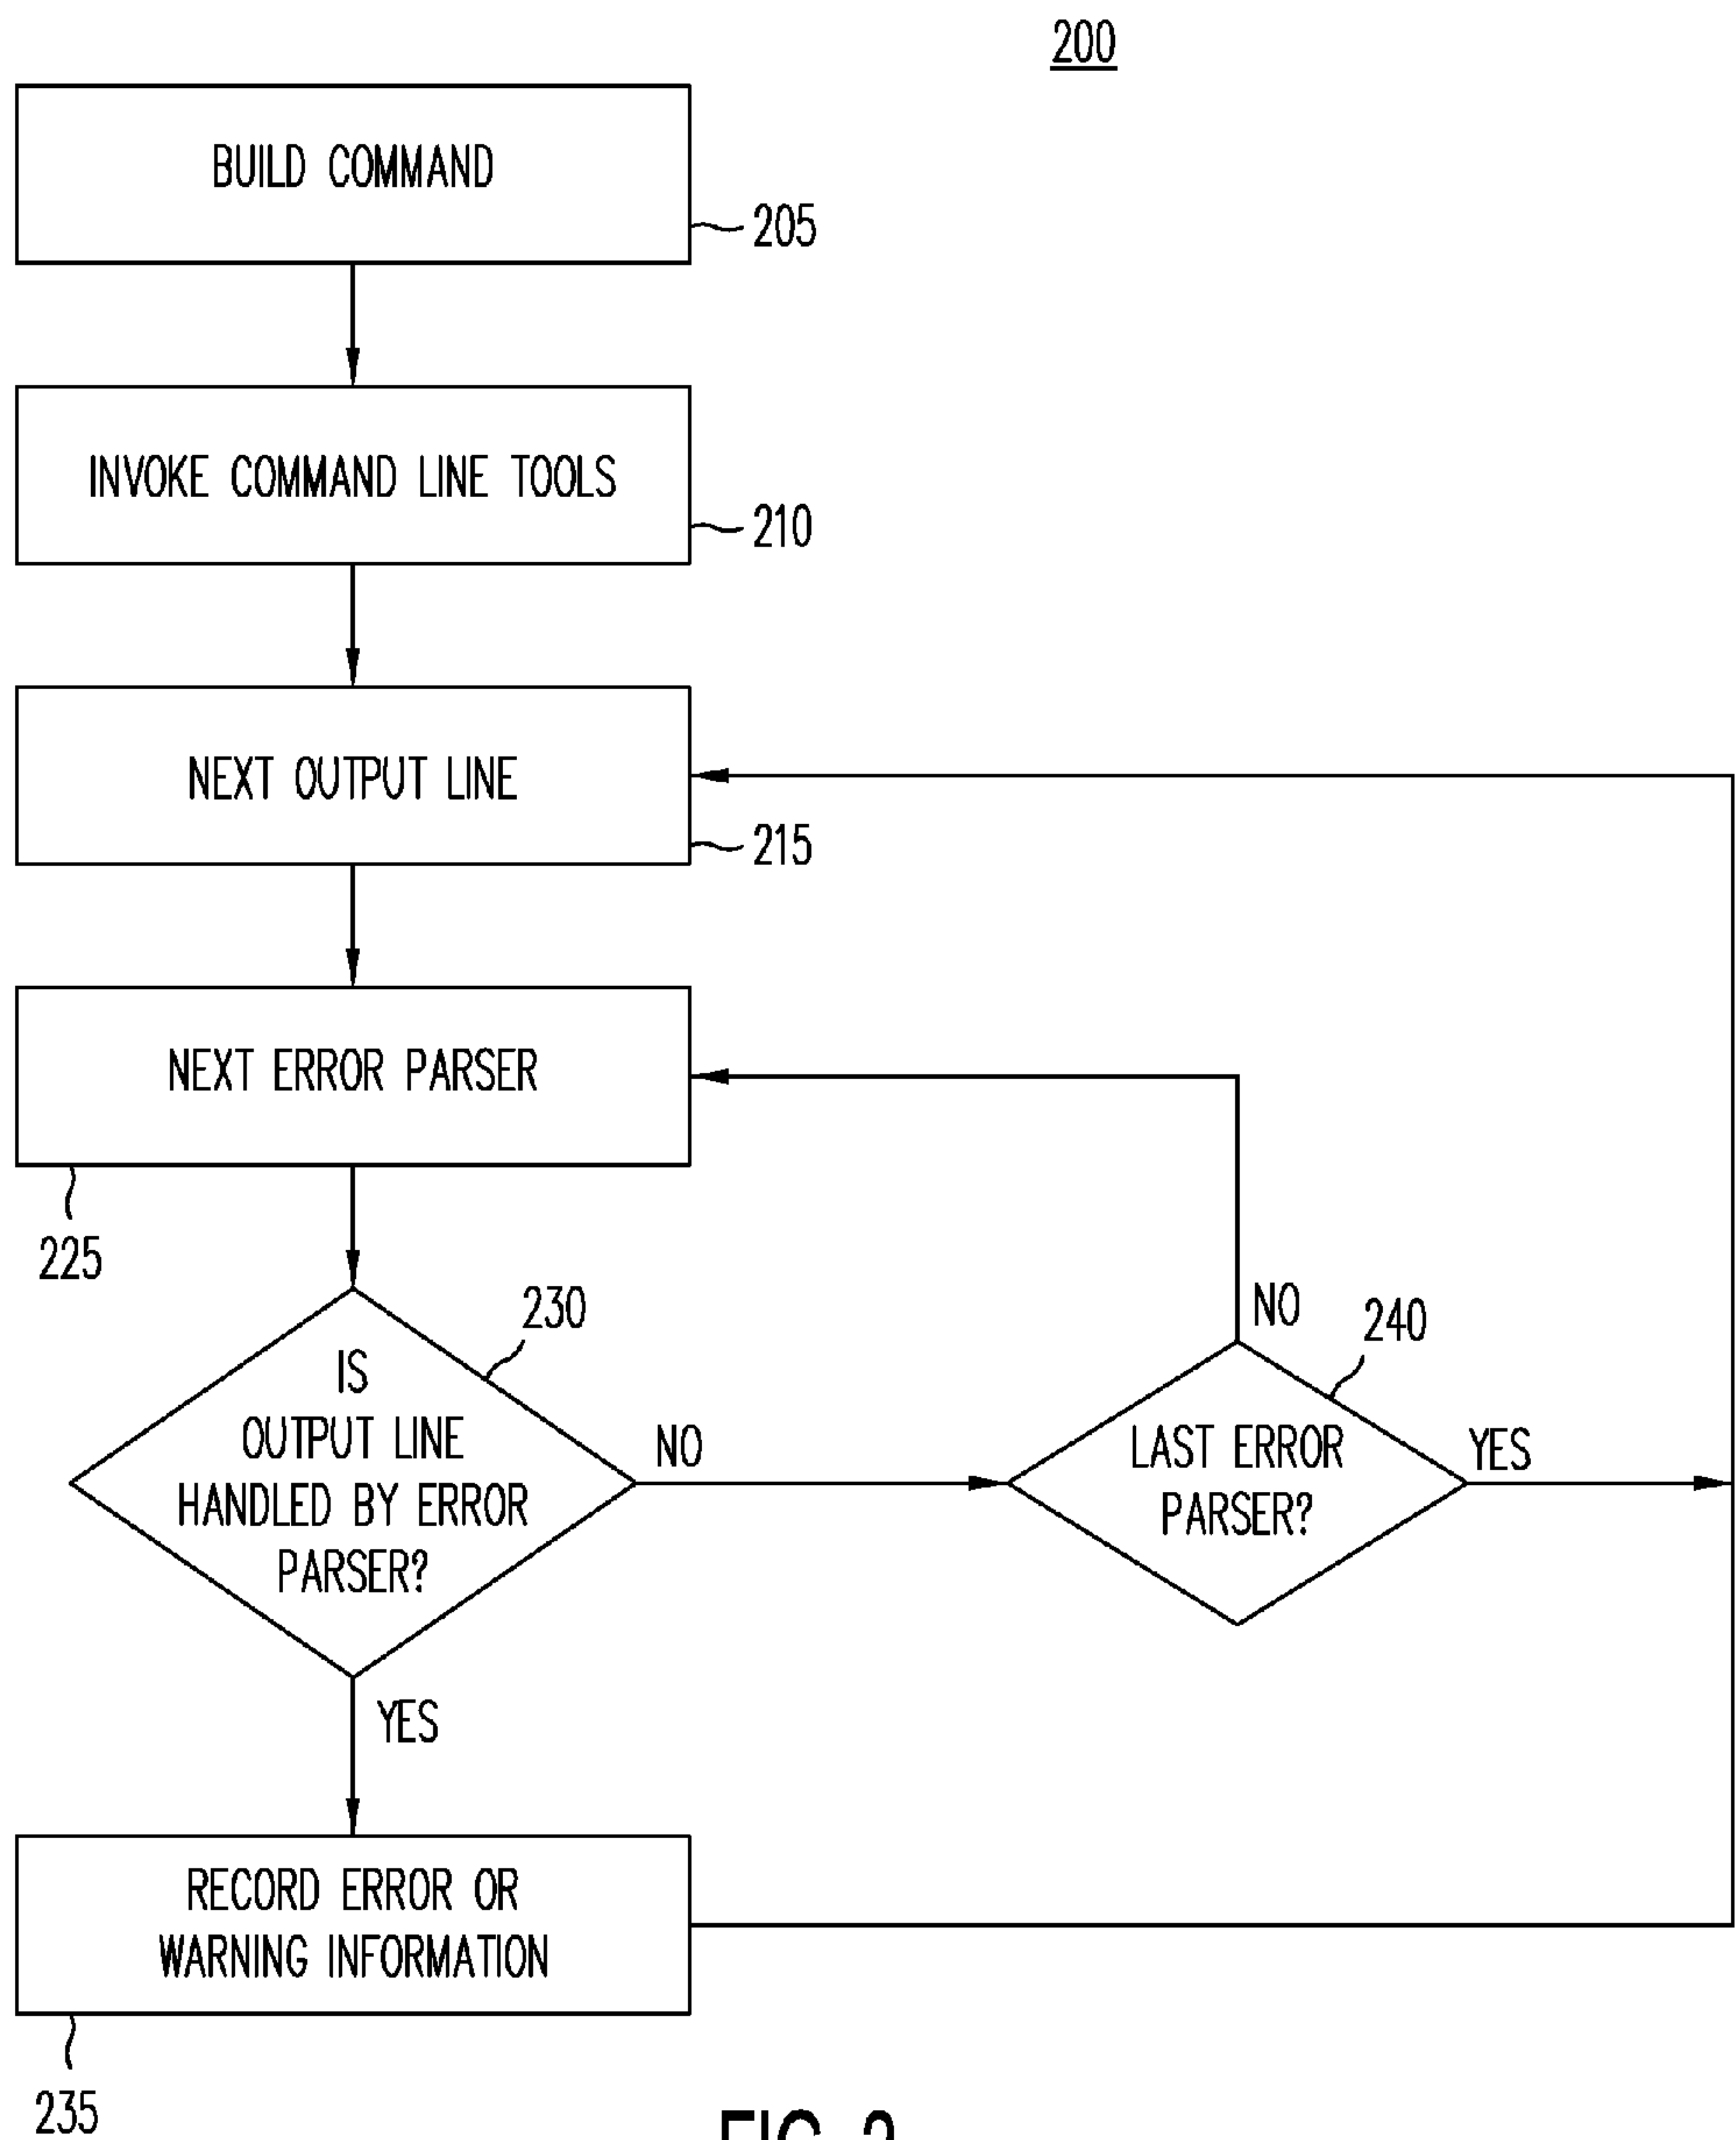 200
BUILD COMMAND
205
INVOKE COMMAND LINE TOOLS
210
NEXT OUTPUT LINE
215
NEXT ERROR PARSER
225
230
IS
OUTPUT LINE
HANDLED BY ERROR
PARSER?
NO
YES
240
NO
LAST ERROR
PARSER?
YES
RECORD ERROR OR
WARNING INFORMATION
235